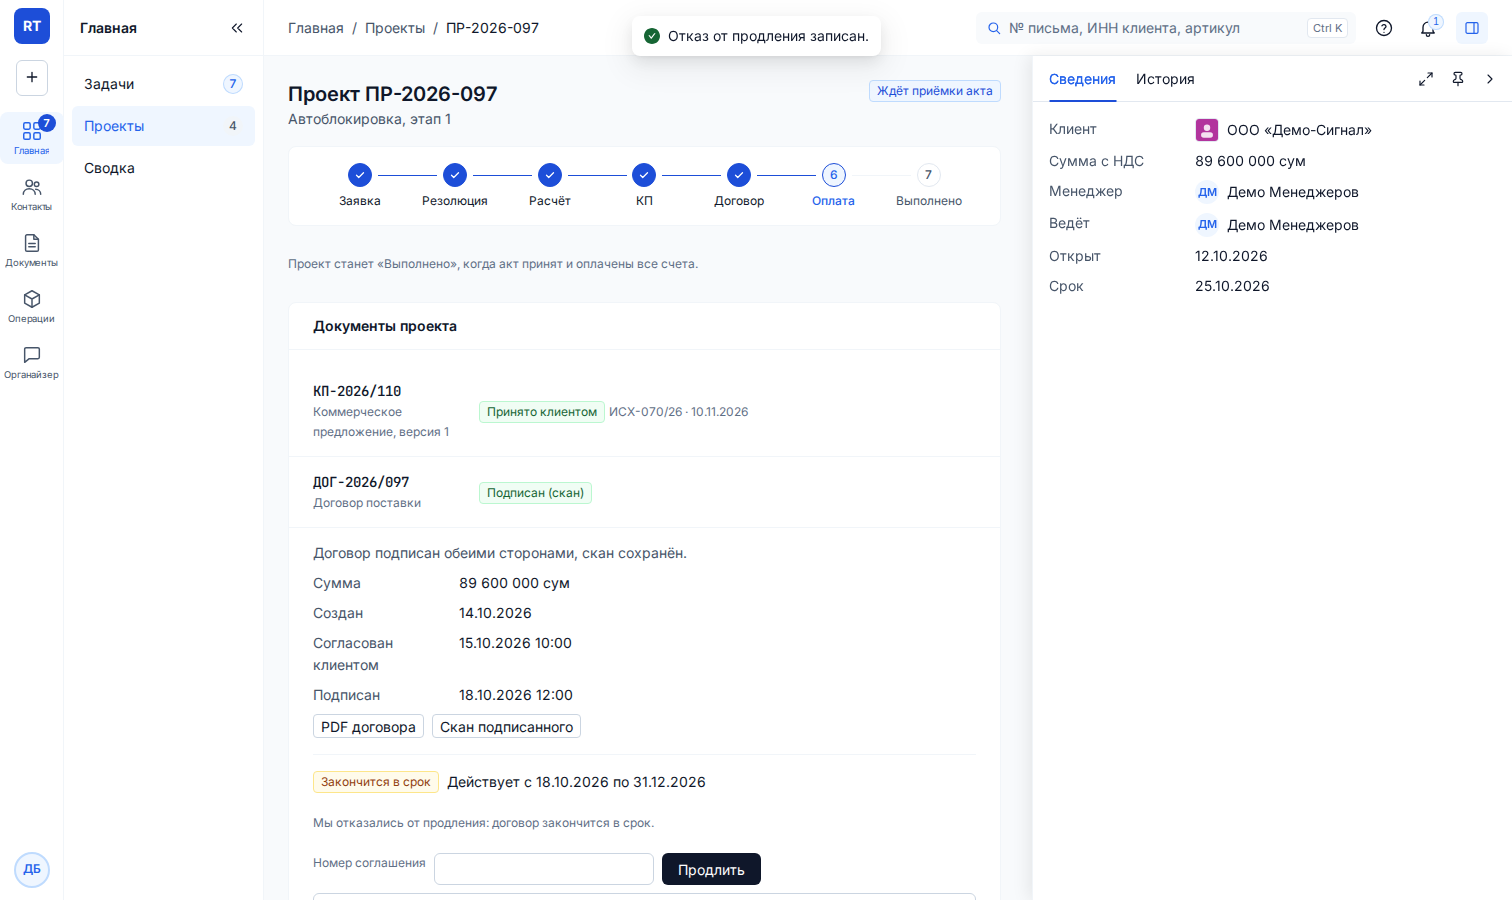 RT
Главная
Главная / Проекты / ПР-2026-097
Отказ от продления записан.
№ письма, ИНН клиента, артикул
Ctrl K
1
7
Главная
Контакты
Документы
Операции
Органайзер
ДБ
Задачи 7
Проекты 4
Сводка
Проект ПР-2026-097
Ждёт приёмки акта
Автоблокировка, этап 1
6
7
Заявка
Резолюция
Расчёт
КП
Договор
Оплата
Выполнено
Проект станет «Выполнено», когда акт принят и оплачены все счета.
Документы проекта
КП-2026/110
Коммерческое
предложение, версия 1
Принято клиентом ИСХ-070/26 · 10.11.2026
ДОГ-2026/097
Договор поставки
Подписан (скан)
Договор подписан обеими сторонами, скан сохранён.
Сумма 89 600 000 сум
Создан 14.10.2026
Согласован 15.10.2026 10:00
клиентом
Подписан 18.10.2026 12:00
PDF договора Скан подписанного
Закончится в срок Действует с 18.10.2026 по 31.12.2026
Мы отказались от продления: договор закончится в срок.
Номер соглашения Продлить
Сведения История
Клиент ООО «Демо-Сигнал»
Сумма с НДС 89 600 000 сум
Менеджер ДМ Демо Менеджеров
Ведёт ДМ Демо Менеджеров
Открыт 12.10.2026
Срок 25.10.2026